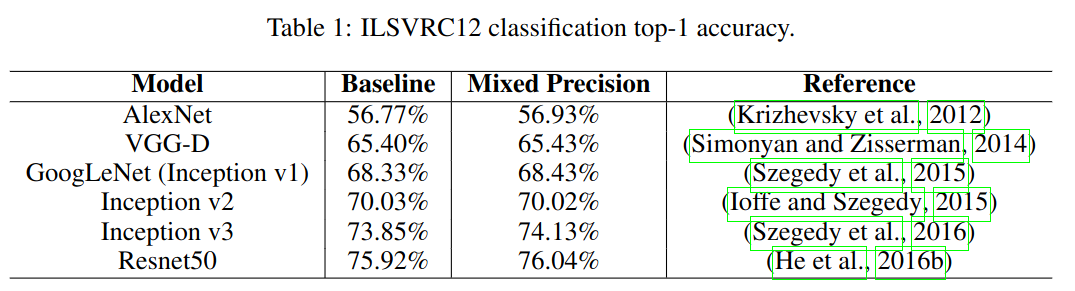 Table 1: ILSVRC12 classification top-1 accuracy.
Model Baseline Mixed Precision Reference
AlexNet 56.77% 56.93% (Krizhevsky et al., 2012)
VGG-D 65.40% 65.43% (Simonyan and Zisserman, 2014)
GoogLeNet (Inception v1) 68.33% 68.43% (Szegedy et al., 2015)
Inception v2 70.03% 70.02% (Ioffe and Szegedy, 2015)
Inception v3 73.85% 74.13% (Szegedy et al., 2016)
Resnet50 75.92% 76.04% (He et al., 2016b)